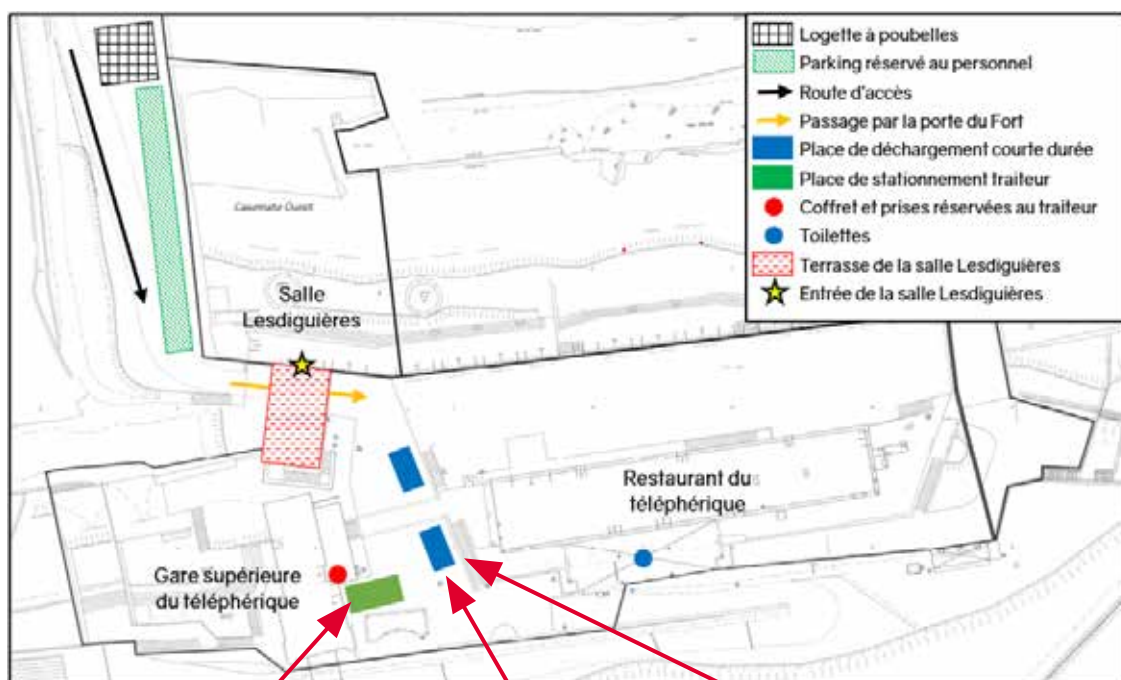 Logette à poubelles
Parking réservé au personnel
Route d'accès
Passage par la porte du Fort
Place de déchargement courte durée
Place de stationnement traiteur
Coffret et prises réservées au traiteur
Toilettes
Terrasse de la salle Lesdiguières
Entrée de la salle Lesdiguières
Casemate Ouest
Salle
Lesdiguières
Restaurant du
téléphérique
Gare supérieure
du téléphérique